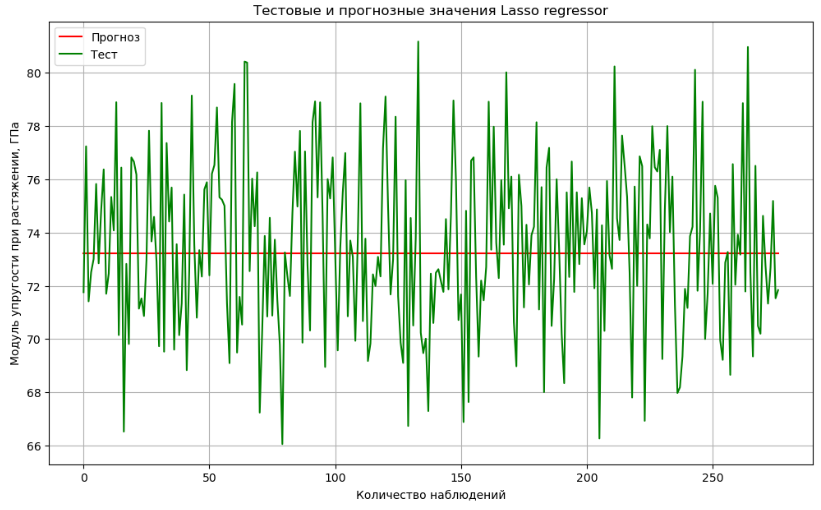 Тестовые и прогнозные значения Lasso regressor
Прогноз
Тест
Модуль упругости при растяжении, ГПа
80
78
76
74
72
70
68
66
0
50
100
150
200
250
Количество наблюдений